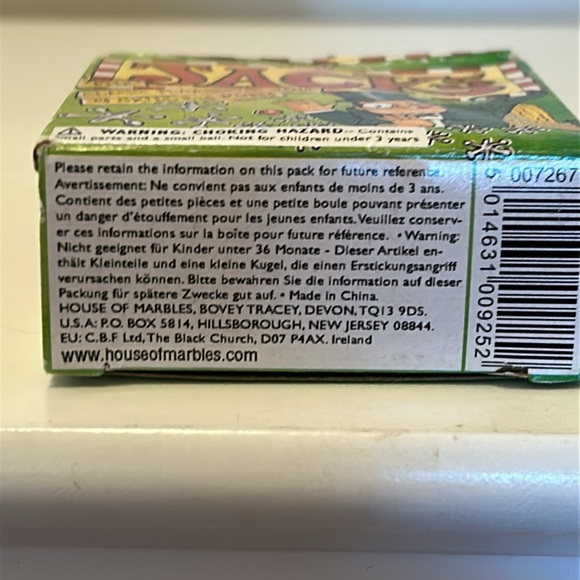 JACKS
WARNING: CHOKING HAZARD-- Contains
small parts and a small ball. Not for children under 3 years
Please retain the information on this pack for future reference.
Avertissement: Ne convient pas aux enfants de moins de 3 ans.
Contient des petites pièces et une petite boule pouvant présenter
un danger d'étouffement pour les jeunes enfants. Veuillez conserv-
er ces informations sur la boîte pour future référence. • Warning:
Nicht geeignet für Kinder unter 36 Monate - Dieser Artikel en-
thält Kleinteile und eine kleine Kugel, die einen Erstickungsangriff
verursachen können. Bitte bewahren Sie die information auf dieser
Packung für spätere Zwecke gut auf. • Made in China.
HOUSE OF MARBLES, BOVEY TRACEY, DEVON, TQ13 9DS.
U.S.A: P.O. BOX 5814, HILLSBOROUGH, NEW JERSEY 08844.
EU: C.B.F Ltd, The Black Church, D07 P4AX. Ireland
www.houseofmarbles.com
007267
5 014631 009252